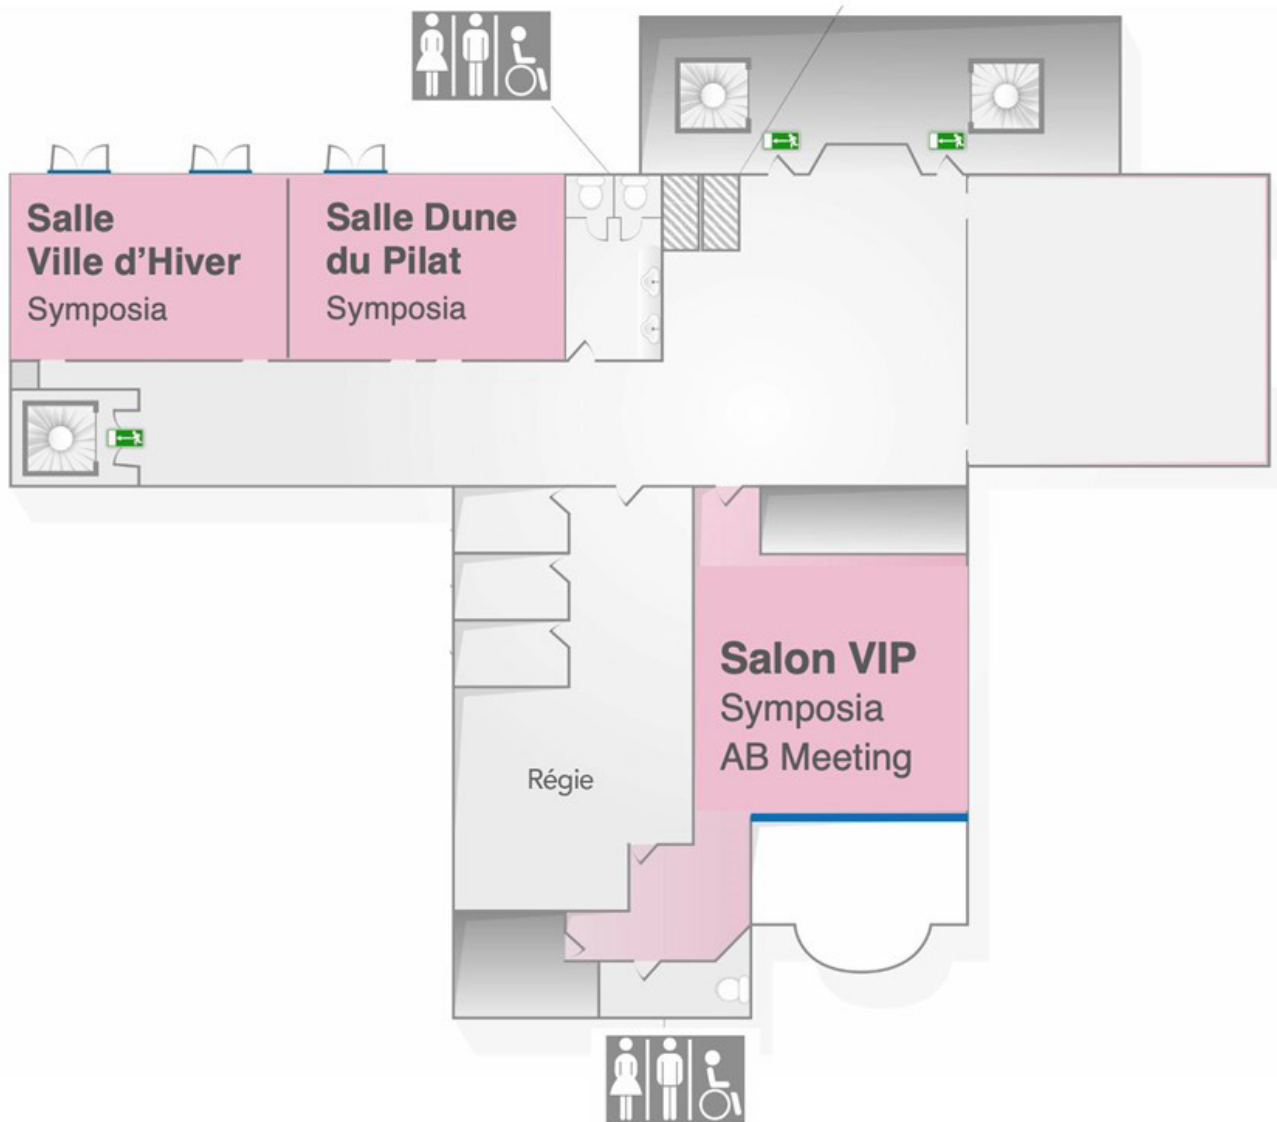 Salle
Ville d’Hiver
Symposia
Salle Dune
du Pilat
Symposia
Salon VIP
Symposia
AB Meeting
Régie